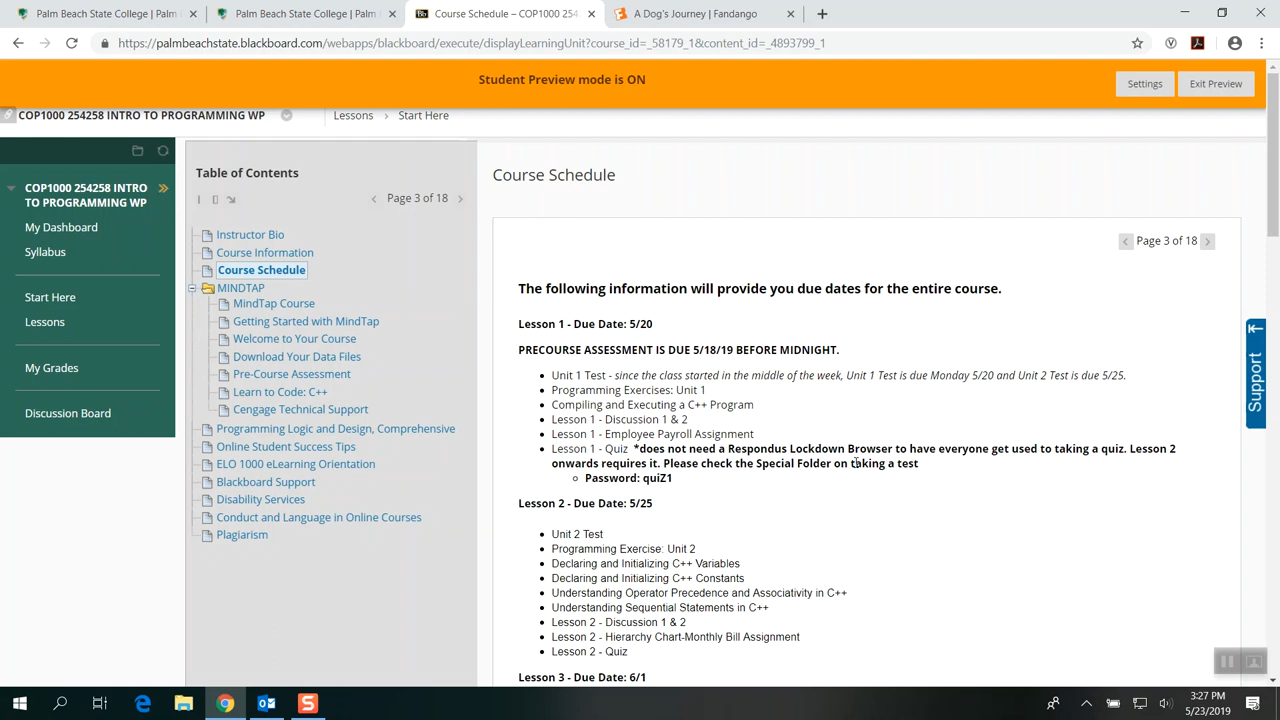 Palm Beach State College | Palm
Palm Beach State College | Palm
Course Schedule – COP1000 254
A Dog's Journey | Fandango
https://palmbeachstate.blackboard.com/webapps/blackboard/execute/displayLearningUnit?course_id=_58179_1&content_id=_4893799_1
Student Preview mode is ON
Settings
Exit Preview
COP1000 254258 INTRO TO PROGRAMMING WP
Lessons
Start Here
COP1000 254258 INTRO
TO PROGRAMMING WP
My Dashboard
Syllabus
Start Here
Lessons
My Grades
Discussion Board
Table of Contents
Page 3 of 18
Instructor Bio
Course Information
Course Schedule
MINDTAP
MindTap Course
Getting Started with MindTap
Welcome to Your Course
Download Your Data Files
Pre-Course Assessment
Learn to Code: C++
Cengage Technical Support
Programming Logic and Design, Comprehensive
Online Student Success Tips
ELO 1000 eLearning Orientation
Blackboard Support
Disability Services
Conduct and Language in Online Courses
Plagiarism
Course Schedule
Page 3 of 18
The following information will provide you due dates for the entire course.
Lesson 1 - Due Date: 5/20
PRECOURSE ASSESSMENT IS DUE 5/18/19 BEFORE MIDNIGHT.
Unit 1 Test - since the class started in the middle of the week, Unit 1 Test is due Monday 5/20 and Unit 2 Test is due 5/25.
Programming Exercises: Unit 1
Compiling and Executing a C++ Program
Lesson 1 - Discussion 1 & 2
Lesson 1 - Employee Payroll Assignment
Lesson 1 - Quiz *does not need a Respondus Lockdown Browser to have everyone get used to taking a quiz. Lesson 2
onwards requires it. Please check the Special Folder on taking a test
Password: quiZ1
Lesson 2 - Due Date: 5/25
Unit 2 Test
Programming Exercise: Unit 2
Declaring and Initializing C++ Variables
Declaring and Initializing C++ Constants
Understanding Operator Precedence and Associativity in C++
Understanding Sequential Statements in C++
Lesson 2 - Discussion 1 & 2
Lesson 2 - Hierarchy Chart-Monthly Bill Assignment
Lesson 2 - Quiz
Lesson 3 - Due Date: 6/1
Support
3:27 PM
5/23/2019